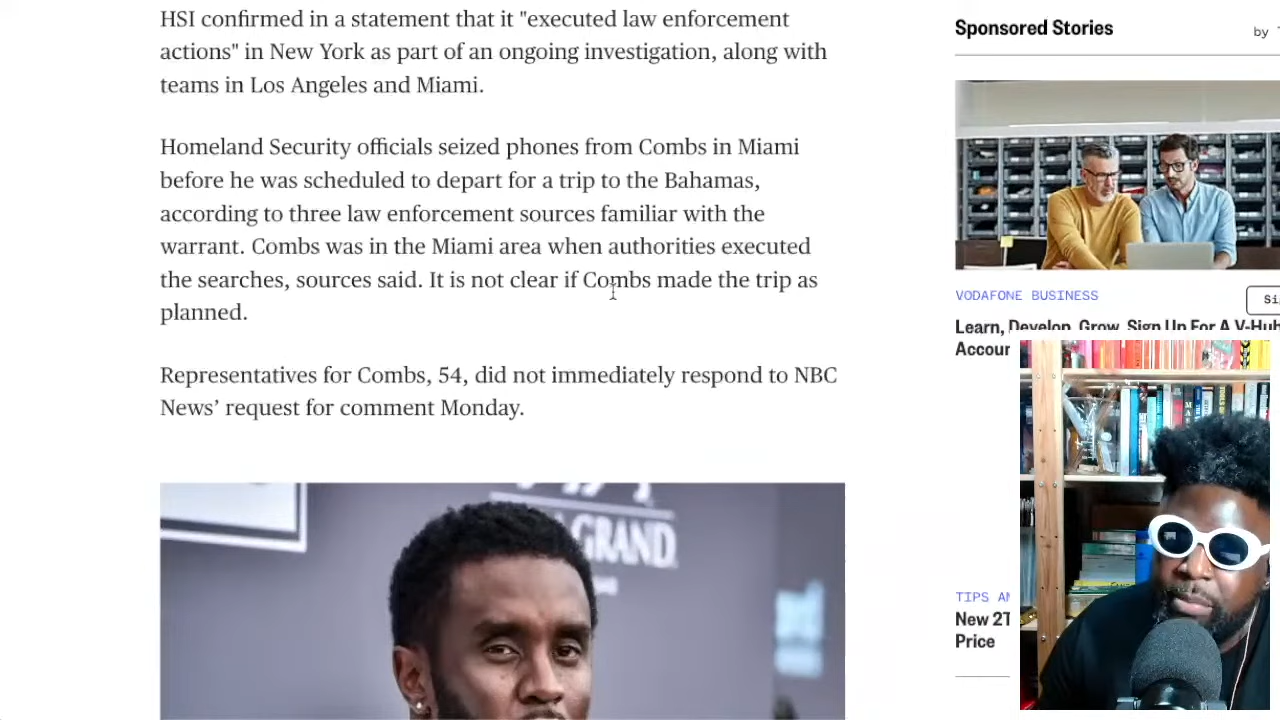 HSI confirmed in a statement that it "executed law enforcement
actions" in New York as part of an ongoing investigation, along with
teams in Los Angeles and Miami.
Homeland Security officials seized phones from Combs in Miami
before he was scheduled to depart for a trip to the Bahamas,
according to three law enforcement sources familiar with the
warrant. Combs was in the Miami area when authorities executed
the searches, sources said. It is not clear if Combs made the trip as
planned.
Representatives for Combs, 54, did not immediately respond to NBC
News’ request for comment Monday.
GRAND
Sponsored Stories
by
VODAFONE BUSINESS
Learn, Develop, Grow. Sign Up For A V-Hub
TIPS
New
Price